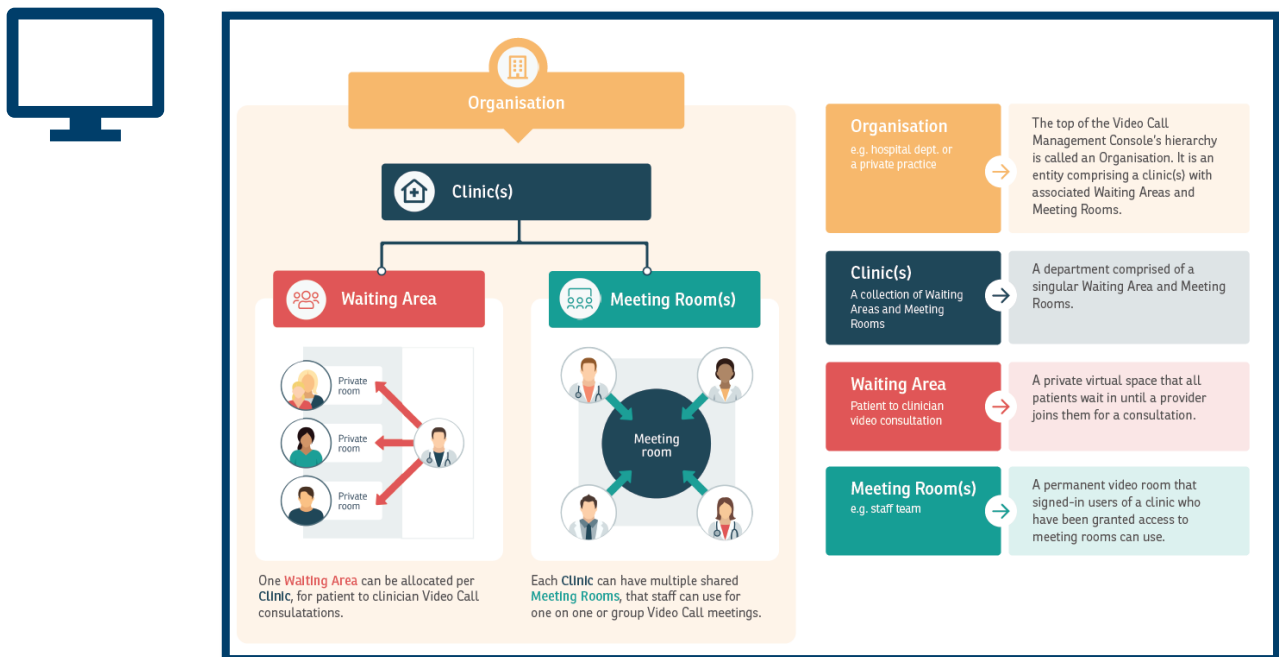 Organisation
Clinic(s)
Waiting Area
Meeting Room(s)
Private
room
Private
room
Private
room
Meeting
room
One Waiting Area can be allocated per
Clinic, for patient to clinician Video Call
consulatations.
Each Clinic can have multiple shared
Meeting Rooms, that staff can use for
one on one or group Video Call meetings.
Organisation
e.g. hospital dept. or
a private practice
The top of the Video Call
Management Console's hierarchy
is called an Organisation. It is an
entity comprising a clinic(s) with
associated Waiting Areas and
Meeting Rooms.
Clinic(s)
A collection of Waiting
Areas and Meeting
Rooms
A department comprised of a
singular Waiting Area and Meeting
Rooms.
Waiting Area
Patient to clinician
video consultation
A private virtual space that all
patients wait in until a provider
joins them for a consultation.
Meeting Room(s)
e.g. staff team
A permanent video room that
signed-in users of a clinic who
have been granted access to
meeting rooms can use.